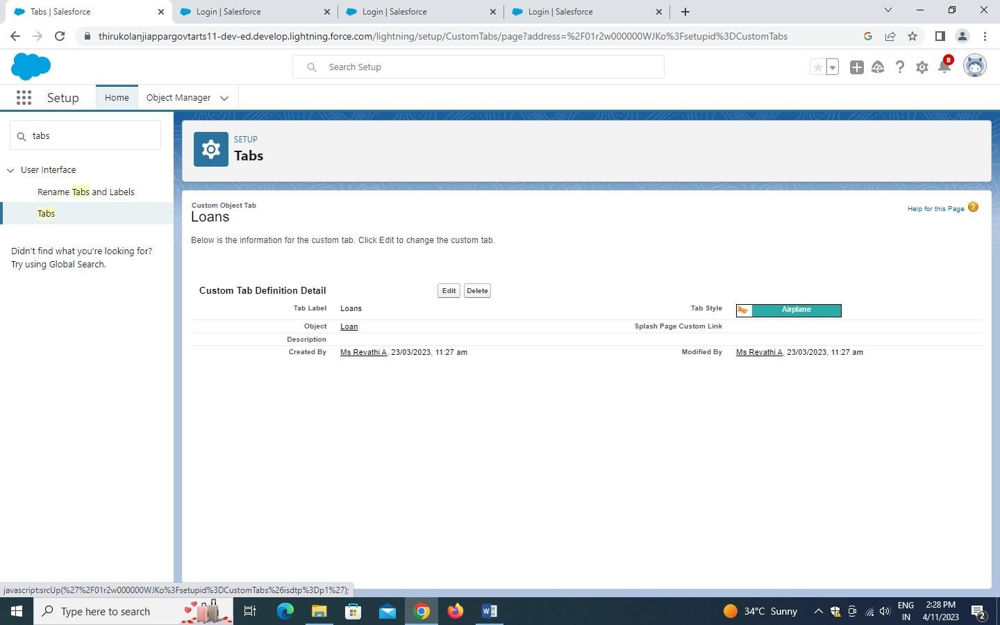 Tabs | Salesforce
Login | Salesforce
Login | Salesforce
Login | Salesforce
thirukolanjiappargovtarts11-dev-ed.develop.lightning.force.com/lightning/setup/CustomTabs/page?address=%2F01r2w000000WJKo%3Fsetupid%3DCustomTabs
Search Setup
8
Setup
Home
Object Manager
tabs
User Interface
Rename Tabs and Labels
Tabs
Didn't find what you're looking for?
Try using Global Search.
SETUP
Tabs
Custom Object Tab
Loans
Help for this Page ?
Below is the information for the custom tab. Click Edit to change the custom tab.
Custom Tab Definition Detail Edit Delete
Tab Label Loans Tab Style Airplane
Object Loan Splash Page Custom Link
Description
Created By Ms Revathi A, 23/03/2023, 11:27 am Modified By Ms Revathi A, 23/03/2023, 11:27 am
javascript:srcUp(%27%2F01r2w000000WJKo%3Fsetupid%3DCustomTabs%26isdtp%3Dp1%27);
Type here to search
34°C Sunny
ENG
IN
2:28 PM
4/11/2023
2